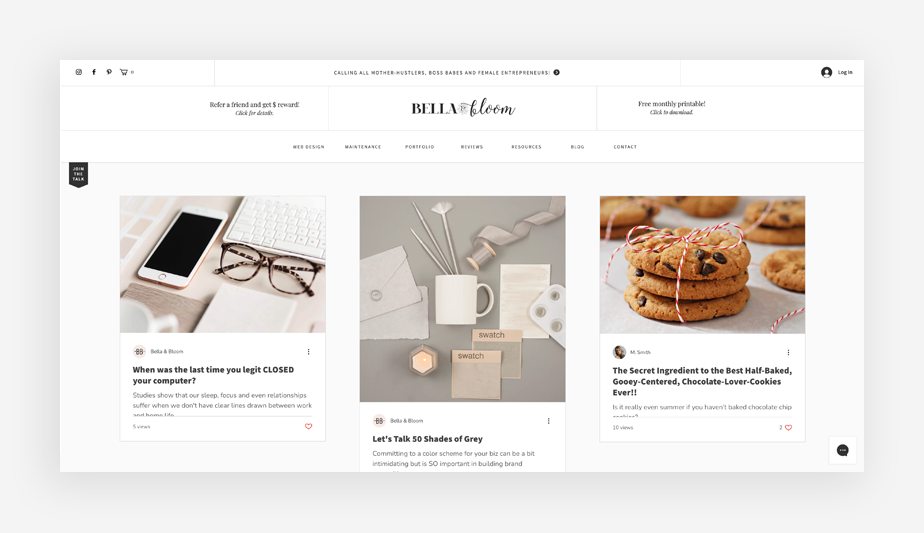 0
CALLING ALL MOTHER-HUSTLERS, BOSS BABES AND FEMALE ENTREPRENEURS!
Log In
Refer a friend and get $ reward!
Click for details.
BELLA & bloom
Free monthly printable!
Click to download.
WEB DESIGN
MAINTENANCE
PORTFOLIO
REVIEWS
RESOURCES
BLOG
CONTACT
JOIN
THE
TALK
BB
Bella & Bloom
When was the last time you legit CLOSED
your computer?
Studies show that our sleep, focus and even relationships
suffer when we don't have clear lines drawn between work
and home life
5 views
swatch
swatch
BB
Bella & Bloom
Let's Talk 50 Shades of Grey
Committing to a color scheme for your biz can be a bit
intimidating but is SO important in building brand
M. Smith
The Secret Ingredient to the Best Half-Baked,
Gooey-Centered, Chocolate-Lover-Cookies
Ever!!
Is it really even summer if you haven't baked chocolate chip
cookies?
10 views
2